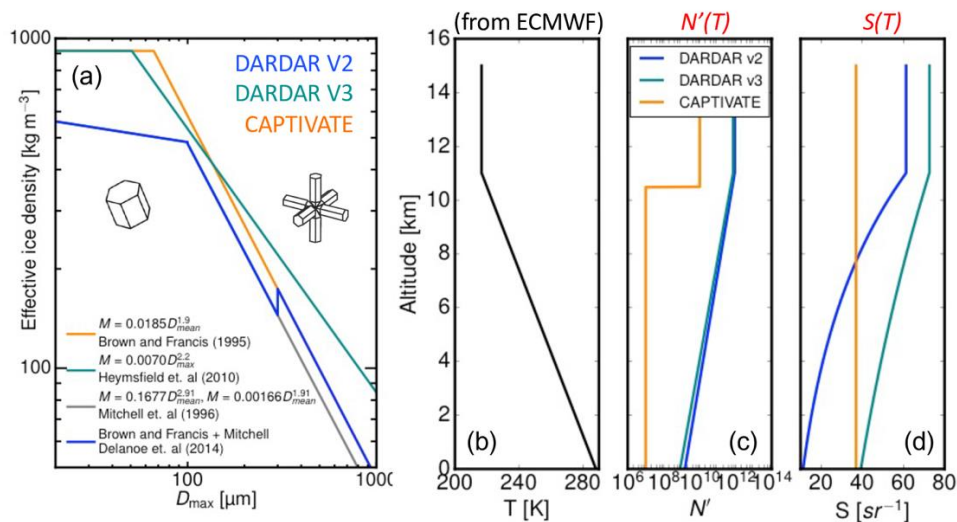 (from ECMWF)
N'(T)
S(T)
(a)
DARDAR V2
DARDAR V3
CAPTIVATE
1000
100
Effective ice density [kg m⁻³]
M = 0.0185D_mean^1.9
Brown and Francis (1995)
M = 0.0070D_max^2.2
Heymsfield et. al (2010)
M = 0.1677D_mean^2.91, M = 0.00166D_mean^1.91
Mitchell et. al (1996)
Brown and Francis + Mitchell
Delanoe et. al (2014)
100
1000
D_max [μm]
16
14
12
10
8
6
4
2
0
Altitude [km]
(b)
200 240 280
T [K]
DARDAR v2
DARDAR v3
CAPTIVATE
(c)
10⁶ 10⁸ 10¹⁰ 10¹² 10¹⁴
N'
(d)
20 40 60 80
S [sr⁻¹]